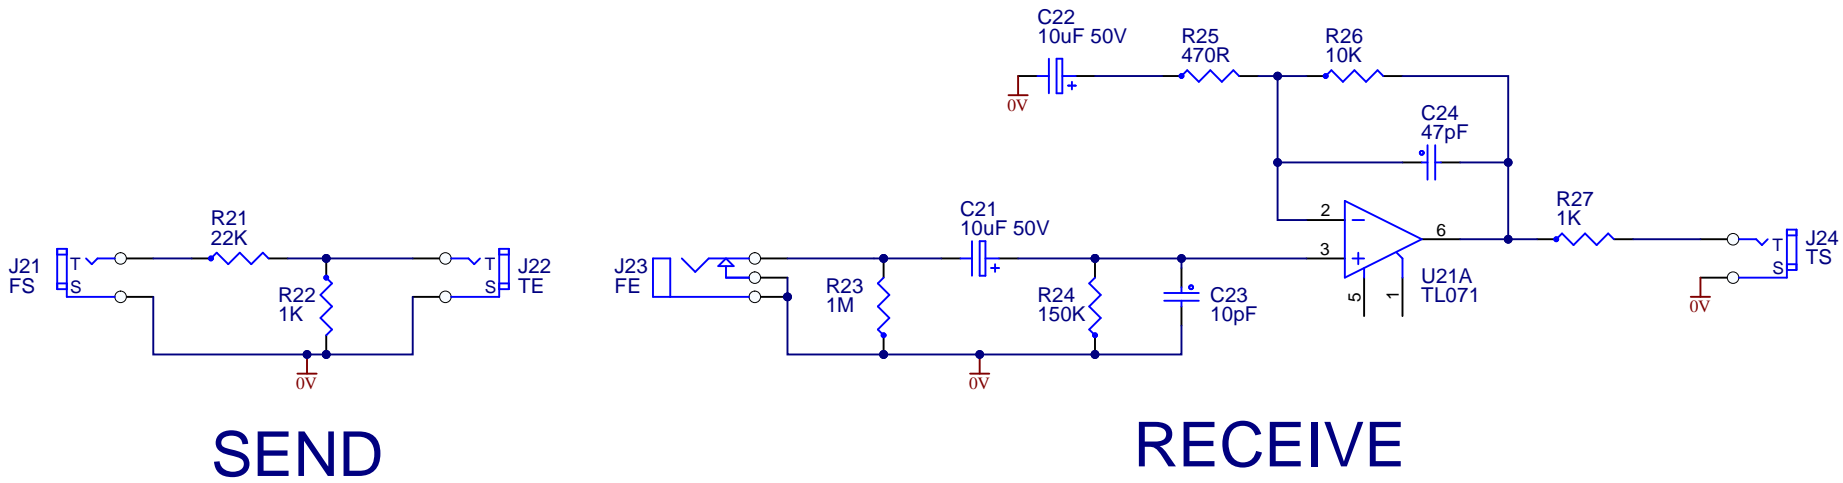 C22
10uF 50V
R25
470R
R26
10K
0V
C24
47pF
R21
22K
J21
FS
T
S
R22
1K
T
S
J22
TE
0V
J23
FE
R23
1M
C21
10uF 50V
R24
150K
C23
10pF
0V
2
3
6
5
1
U21A
TL071
R27
1K
T
S
J24
TS
0V
SEND
RECEIVE